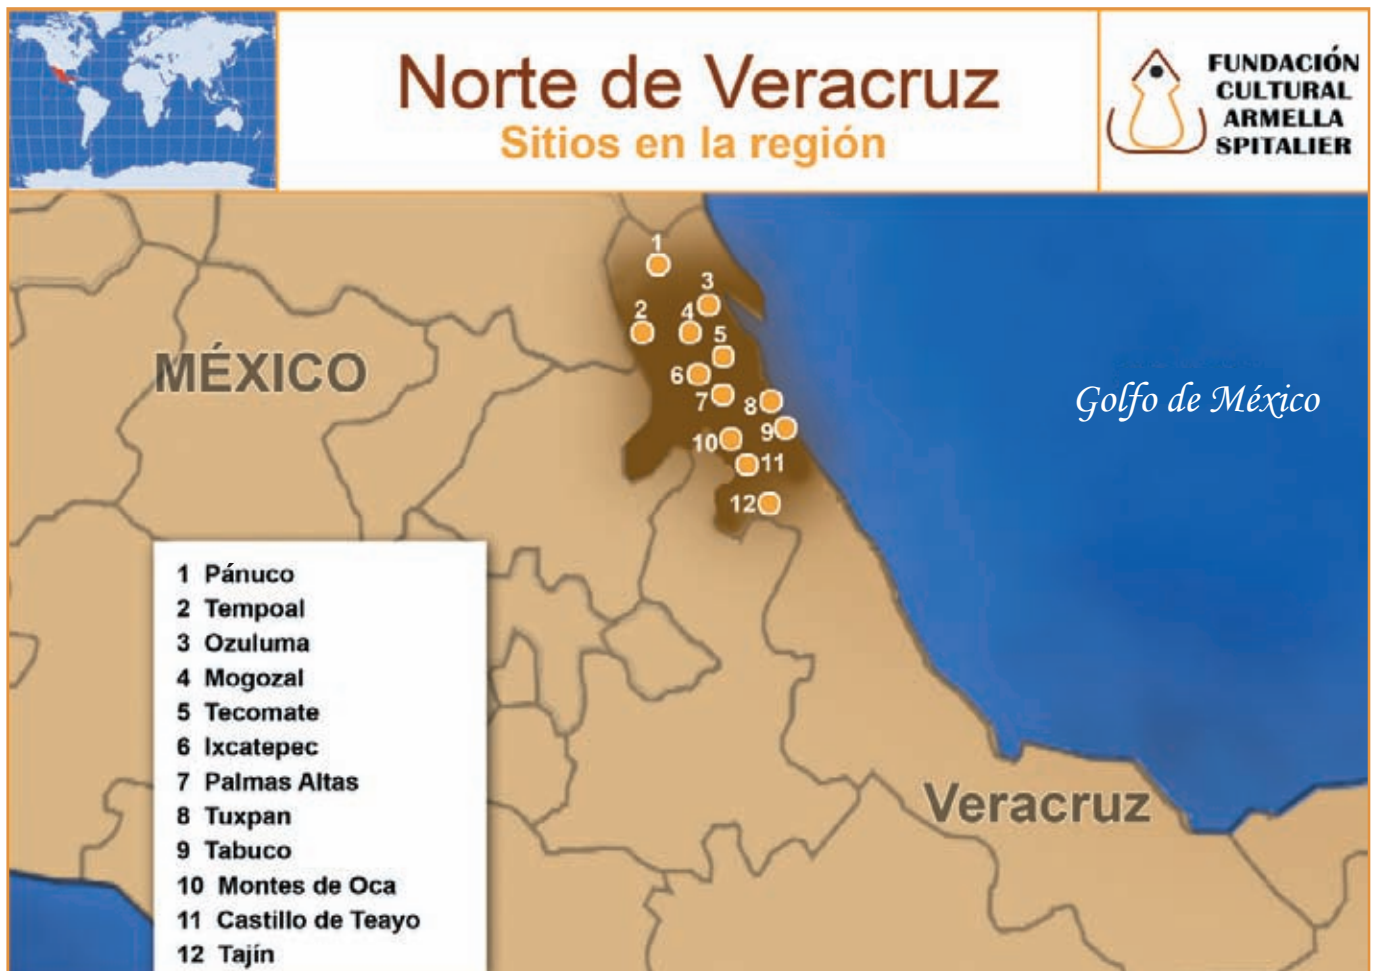 Norte de Veracruz
Sitios en la región
FUNDACIÓN
CULTURAL
ARMELLA
SPITALIER
1
3
2
4
5
MÉXICO
6
7
8
Golfo de México
9
10
11
12
1 Pánuco
2 Tempoal
3 Ozuluma
4 Mogozal
5 Tecomate
6 Ixcatepec
7 Palmas Altas
8 Tuxpan
9 Tabuco
10 Montes de Oca
11 Castillo de Teayo
12 Tajín
Veracruz